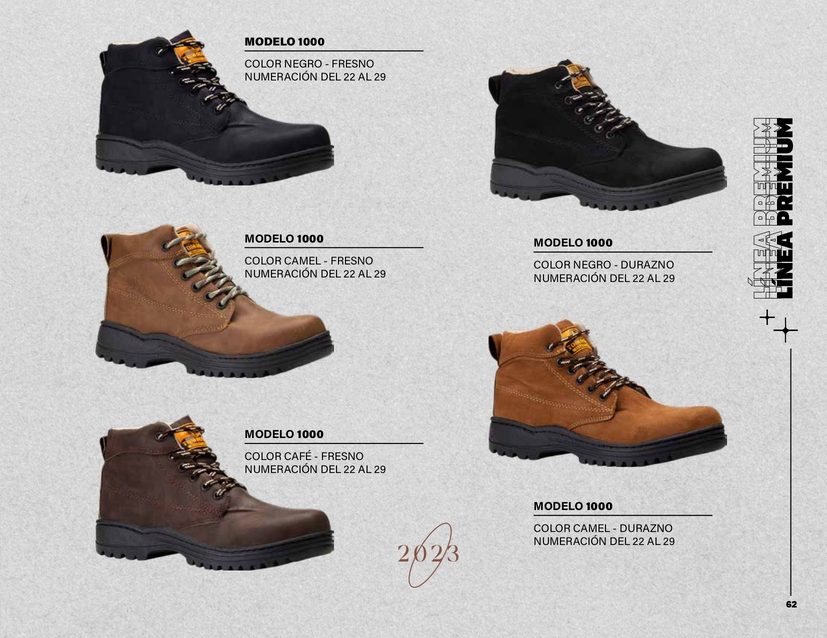 MODELO 1000
COLOR NEGRO - FRESNO
NUMERACIÓN DEL 22 AL 29
MODELO 1000
COLOR CAMEL - FRESNO
NUMERACIÓN DEL 22 AL 29
MODELO 1000
COLOR CAFÉ - FRESNO
NUMERACIÓN DEL 22 AL 29
MODELO 1000
COLOR NEGRO - DURAZNO
NUMERACIÓN DEL 22 AL 29
MODELO 1000
COLOR CAMEL - DURAZNO
NUMERACIÓN DEL 22 AL 29
LÍNEA PREMIUM
LÍNEA PREMIUM
2023
62